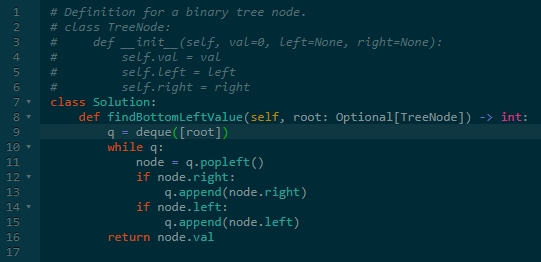 1 # Definition for a binary tree node.
2 # class TreeNode:
3 #     def __init__(self, val=0, left=None, right=None):
4 #         self.val = val
5 #         self.left = left
6 #         self.right = right
7 class Solution:
8     def findBottomLeftValue(self, root: Optional[TreeNode]) -> int:
9         q = deque([root])
10         while q:
11             node = q.popleft()
12             if node.right:
13                 q.append(node.right)
14             if node.left:
15                 q.append(node.left)
16         return node.val
17